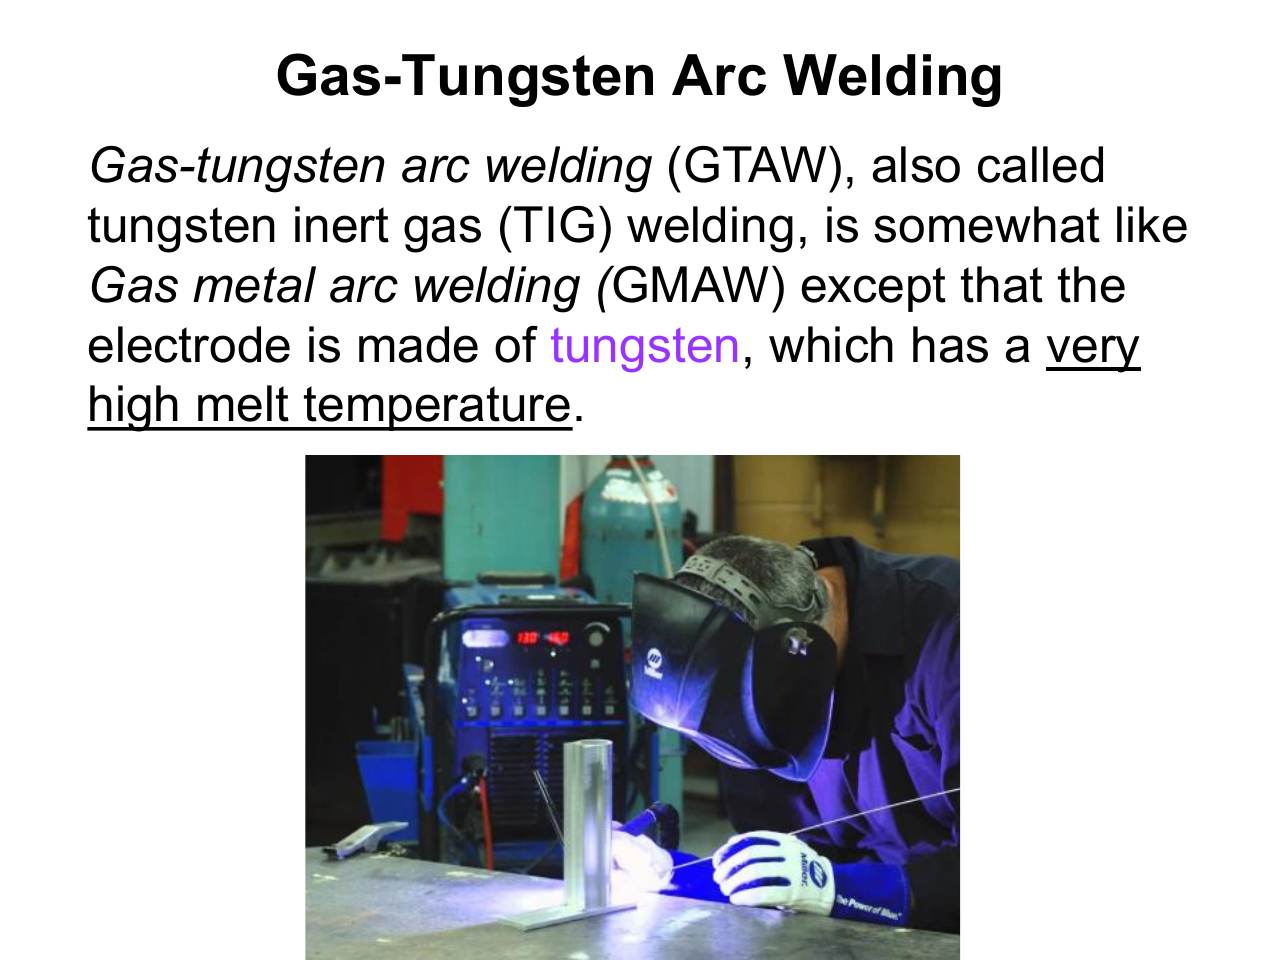 Gas-Tungsten Arc Welding
Gas-tungsten arc welding (GTAW), also called
tungsten inert gas (TIG) welding, is somewhat like
Gas metal arc welding (GMAW) except that the
electrode is made of tungsten, which has a very
high melt temperature.
Miller
Miller
The Power of Blue.